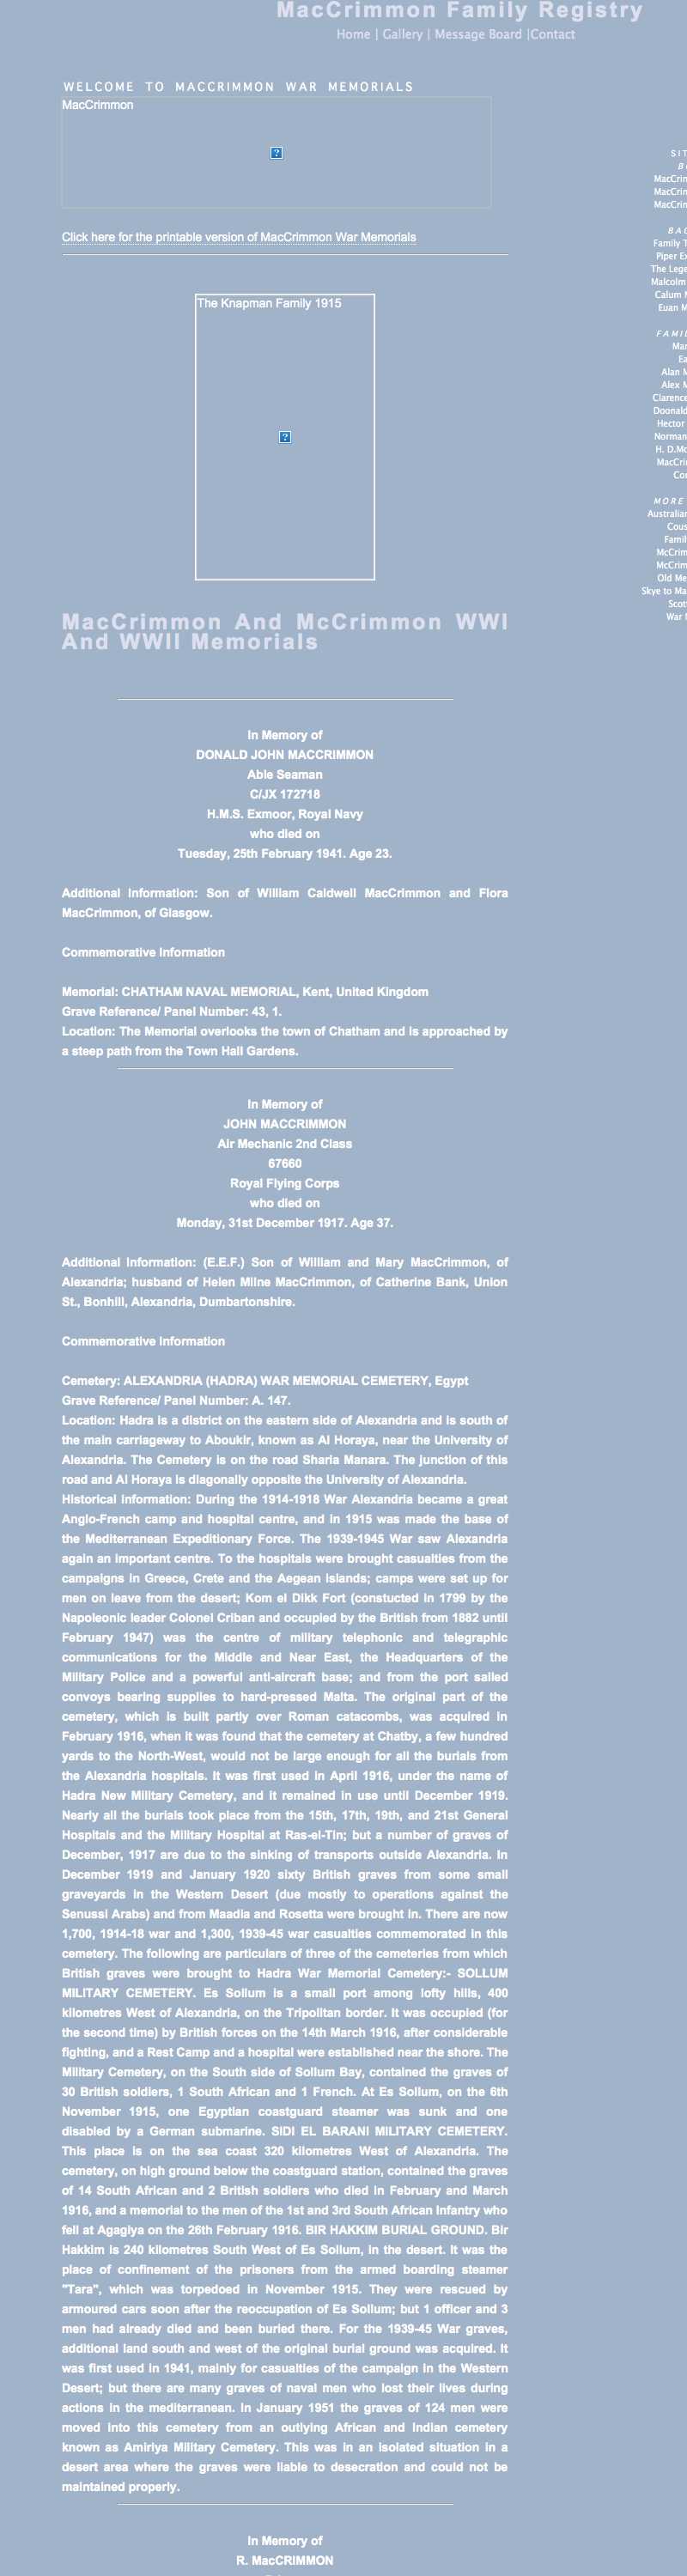 MacCrimmon Family Registry
Home | Gallery | Message Board |Contact
WELCOME TO MACCRIMMON WAR MEMORIALS
MacCrimmon
Click here for the printable version of MacCrimmon War Memorials
The Knapman Family 1915
Family
Piper
The
Malcolm
Calum
Euan
Alan
Alex
Clarence
Hector
Norman
MORE
Old
Skye to
MacCrimmon And McCrimmon WWI
And WWII Memorials
In Memory of
DONALD JOHN MACCRIMMON
Able Seaman
C/JX 172718
H.M.S. Exmoor, Royal Navy
who died on
Tuesday, 25th February 1941. Age 23.
Additional Information: Son of William Caldwell MacCrimmon and Flora
MacCrimmon, of Glasgow.
Commemorative Information
Memorial: CHATHAM NAVAL MEMORIAL, Kent, United Kingdom
Grave Reference/ Panel Number: 43, 1.
Location: The Memorial overlooks the town of Chatham and is approached by
a steep path from the Town Hall Gardens.
In Memory of
JOHN MACCRIMMON
Air Mechanic 2nd Class
67660
Royal Flying Corps
who died on
Monday, 31st December 1917. Age 37.
Additional Information: (E.E.F.) Son of William and Mary MacCrimmon, of
Alexandria; husband of Helen Milne MacCrimmon, of Catherine Bank, Union
St., Bonhill, Alexandria, Dumbartonshire.
Commemorative Information
Cemetery: ALEXANDRIA (HADRA) WAR MEMORIAL CEMETERY, Egypt
Grave Reference/ Panel Number: A. 147.
Location: Hadra is a district on the eastern side of Alexandria and is south of
the main carriageway to Aboukir, known as Al Horaya, near the University of
Alexandria. The Cemetery is on the road Sharia Manara. The junction of this
road and Al Horaya is diagonally opposite the University of Alexandria.
Historical Information: During the 1914-1918 War Alexandria became a great
Anglo-French camp and hospital centre, and in 1915 was made the base of
the Mediterranean Expeditionary Force. The 1939-1945 War saw Alexandria
again an important centre. To the hospitals were brought casualties from the
campaigns in Greece, Crete and the Aegean Islands; camps were set up for
men on leave from the desert; Kom el Dikk Fort (constucted in 1799 by the
Napoleonic leader Colonel Criban and occupied by the British from 1882 until
February 1947) was the centre of military telephonic and telegraphic
communications for the Middle and Near East, the Headquarters of the
Military Police and a powerful anti-aircraft base; and from the port sailed
convoys bearing supplies to hard-pressed Malta. The original part of the
cemetery, which is built partly over Roman catacombs, was acquired in
February 1916, when it was found that the cemetery at Chatby, a few hundred
yards to the North-West, would not be large enough for all the burials from
the Alexandria hospitals. It was first used in April 1916, under the name of
Hadra New Military Cemetery, and it remained in use until December 1919.
Nearly all the burials took place from the 15th, 17th, 19th, and 21st General
Hospitals and the Military Hospital at Ras-el-Tin; but a number of graves of
December, 1917 are due to the sinking of transports outside Alexandria. In
December 1919 and January 1920 sixty British graves from some small
graveyards in the Western Desert (due mostly to operations against the
Senussi Arabs) and from Maadia and Rosetta were brought in. There are now
1,700, 1914-18 war and 1,300, 1939-45 war casualties commemorated in this
cemetery. The following are particulars of three of the cemeteries from which
British graves were brought to Hadra War Memorial Cemetery:- SOLLUM
MILITARY CEMETERY. Es Sollum is a small port among lofty hills, 400
kilometres West of Alexandria, on the Tripolitan border. It was occupied (for
the second time) by British forces on the 14th March 1916, after considerable
fighting, and a Rest Camp and a hospital were established near the shore. The
Military Cemetery, on the South side of Sollum Bay, contained the graves of
30 British soldiers, 1 South African and 1 French. At Es Sollum, on the 6th
November 1915, one Egyptian coastguard steamer was sunk and one
disabled by a German submarine. SIDI EL BARANI MILITARY CEMETERY.
This place is on the sea coast 320 kilometres West of Alexandria. The
cemetery, on high ground below the coastguard station, contained the graves
of 14 South African and 2 British soldiers who died in February and March
1916, and a memorial to the men of the 1st and 3rd South African Infantry who
fell at Agagiya on the 26th February 1916. BIR HAKKIM BURIAL GROUND. Bir
Hakkim is 240 kilometres South West of Es Sollum, in the desert. It was the
place of confinement of the prisoners from the armed boarding steamer
"Tara", which was torpedoed in November 1915. They were rescued by
armoured cars soon after the reoccupation of Es Sollum; but 1 officer and 3
men had already died and been buried there. For the 1939-45 War graves,
additional land south and west of the original burial ground was acquired. It
was first used in 1941, mainly for casualties of the campaign in the Western
Desert; but there are many graves of naval men who lost their lives during
actions in the mediterranean. In January 1951 the graves of 124 men were
moved into this cemetery from an outlying African and Indian cemetery
known as Amiriya Military Cemetery. This was in an isolated situation in a
desert area where the graves were liable to desecration and could not be
maintained properly.
In Memory of
R. MacCRIMMON